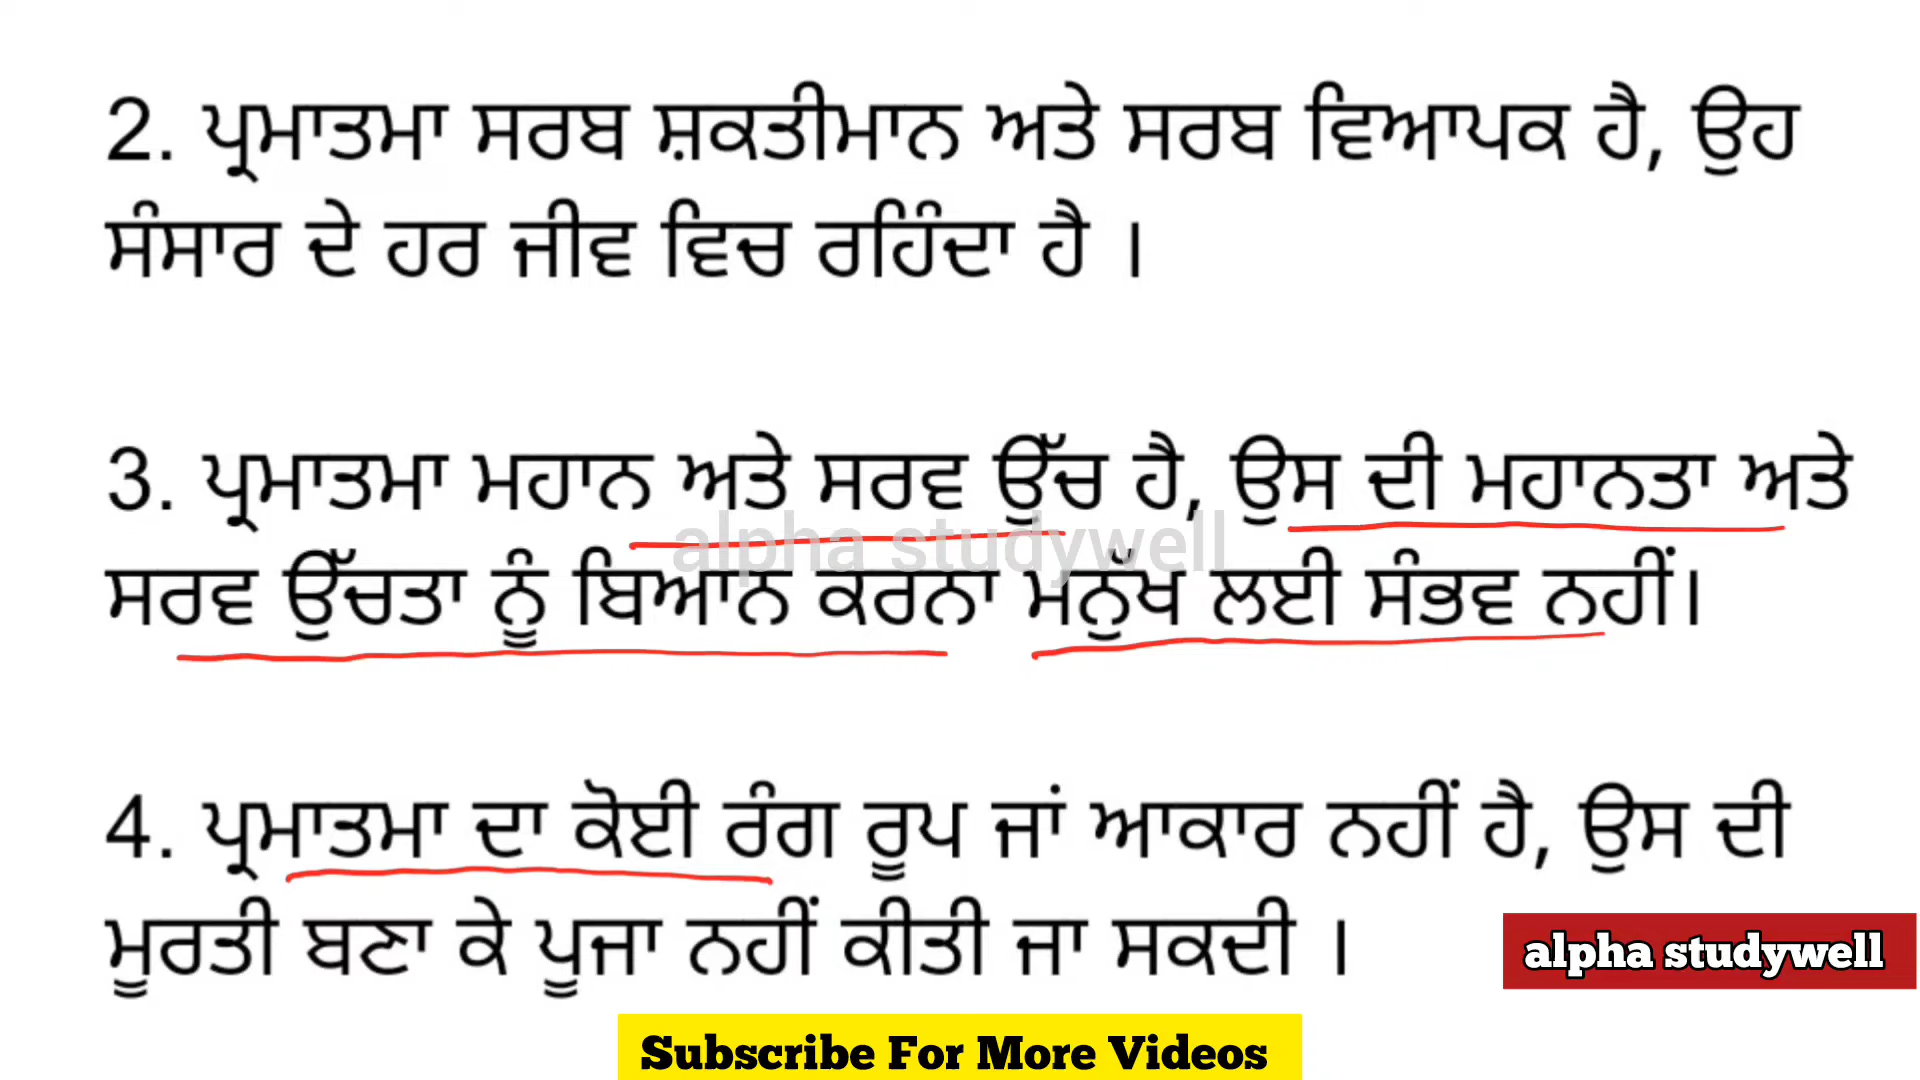 2. ਪ੍ਰਮਾਤਮਾ ਸਰਬ ਸ਼ਕਤੀਮਾਨ ਅਤੇ ਸਰਬ ਵਿਆਪਕ ਹੈ, ਉਹ
ਸੰਸਾਰ ਦੇ ਹਰ ਜੀਵ ਵਿਚ ਰਹਿੰਦਾ ਹੈ ।
3. ਪ੍ਰਮਾਤਮਾ ਮਹਾਨ ਅਤੇ ਸਰਵ ਉੱਚ ਹੈ, ਉਸ ਦੀ ਮਹਾਨਤਾ ਅਤੇ
alpha studywell
ਸਰਵ ਉੱਚਤਾ ਨੂੰ ਬਿਆਨ ਕਰਨਾ ਮਨੁੱਖ ਲਈ ਸੰਭਵ ਨਹੀਂ।
4. ਪ੍ਰਮਾਤਮਾ ਦਾ ਕੋਈ ਰੰਗ ਰੂਪ ਜਾਂ ਆਕਾਰ ਨਹੀਂ ਹੈ, ਉਸ ਦੀ
ਮੂਰਤੀ ਬਣਾ ਕੇ ਪੂਜਾ ਨਹੀਂ ਕੀਤੀ ਜਾ ਸਕਦੀ ।
alpha studywell
Subscribe For More Videos